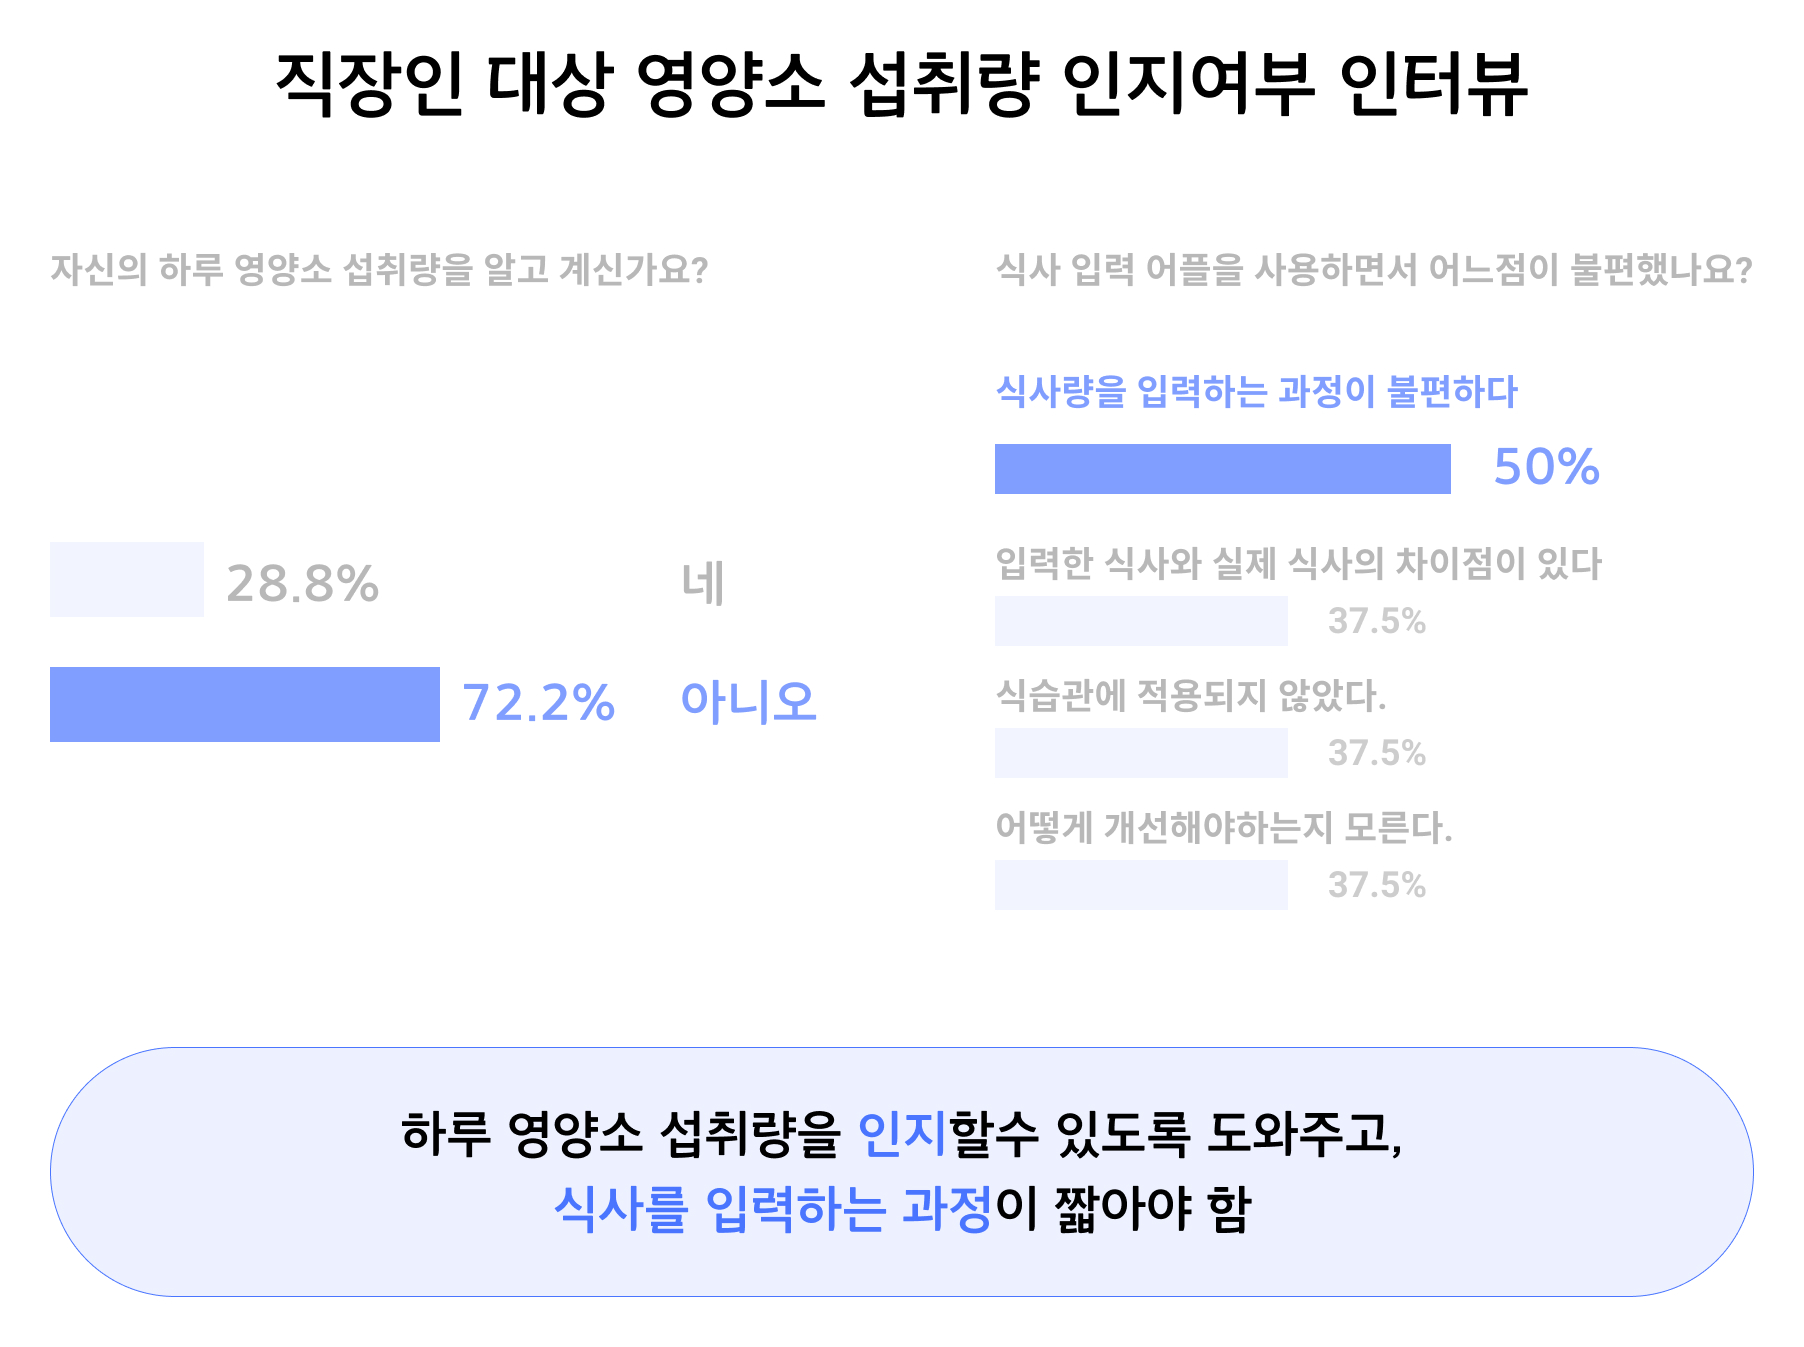 직장인 대상 영양소 섭취량 인지여부 인터뷰
자신의 하루 영양소 섭취량을 알고 계신가요?
28.8% 네
72.2% 아니오
식사 입력 어플을 사용하면서 어느점이 불편했나요?
식사량을 입력하는 과정이 불편하다
50%
입력한 식사와 실제 식사의 차이점이 있다
37.5%
식습관에 적용되지 않았다.
37.5%
어떻게 개선해야하는지 모른다.
37.5%
하루 영양소 섭취량을 인지할수 있도록 도와주고,
식사를 입력하는 과정이 짧아야 함